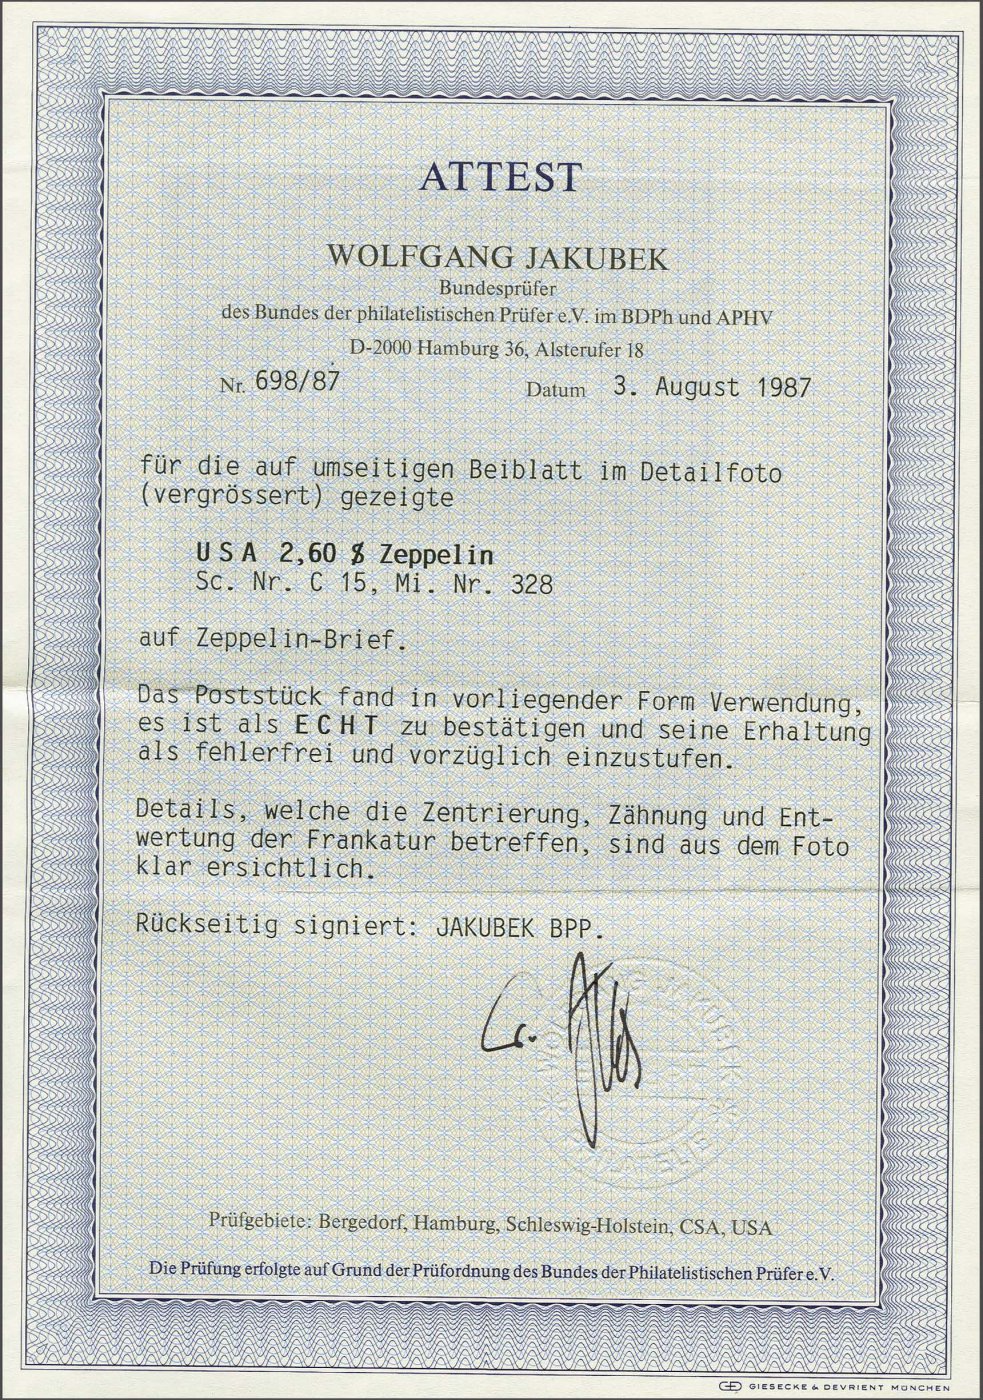 ATTEST
WOLFGANG JAKUBEK
Bundesprüfer
des Bundes der philatelistischen Prüfer e.V. im BDPh und APHV
D-2000 Hamburg 36, Alsterufer 18
Nr. 698/87 Datum 3. August 1987
für die auf umseitigen Beiblatt im Detailfoto
(vergrössert) gezeigte
USA 2,60 $ Zeppelin
Sc. Nr. C 15, Mi. Nr. 328
auf Zeppelin-Brief.
Das Poststück fand in vorliegender Form Verwendung,
es ist als ECHT zu bestätigen und seine Erhaltung
als fehlerfrei und vorzüglich einzustufen.
Details, welche die Zentrierung, Zähnung und Ent-
wertung der Frankatur betreffen, sind aus dem Foto
klar ersichtlich.
Rückseitig signiert: JAKUBEK BPP.
Prüfgebiete: Bergedorf, Hamburg, Schleswig-Holstein, CSA, USA
Die Prüfung erfolgte auf Grund der Prüfordnung des Bundes der Philatelistischen Prüfer e.V.
GIESECKE & DEVRIENT MÜNCHEN